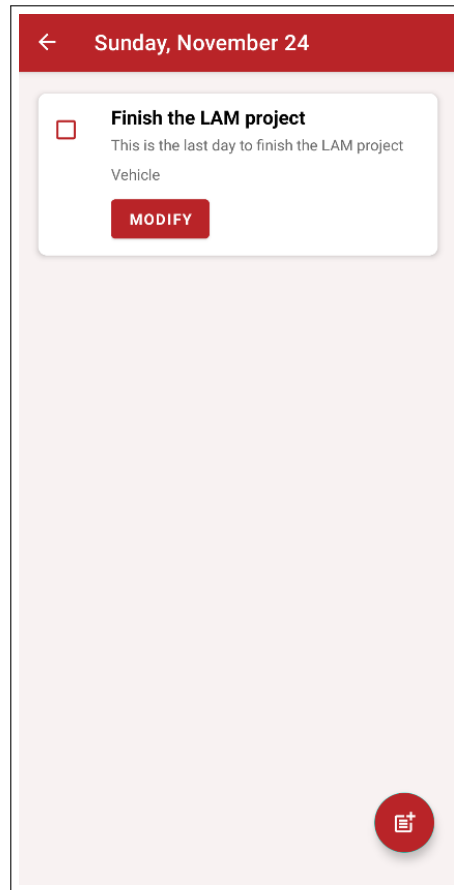 Sunday, November 24
Finish the LAM project
This is the last day to finish the LAM project
Vehicle
MODIFY